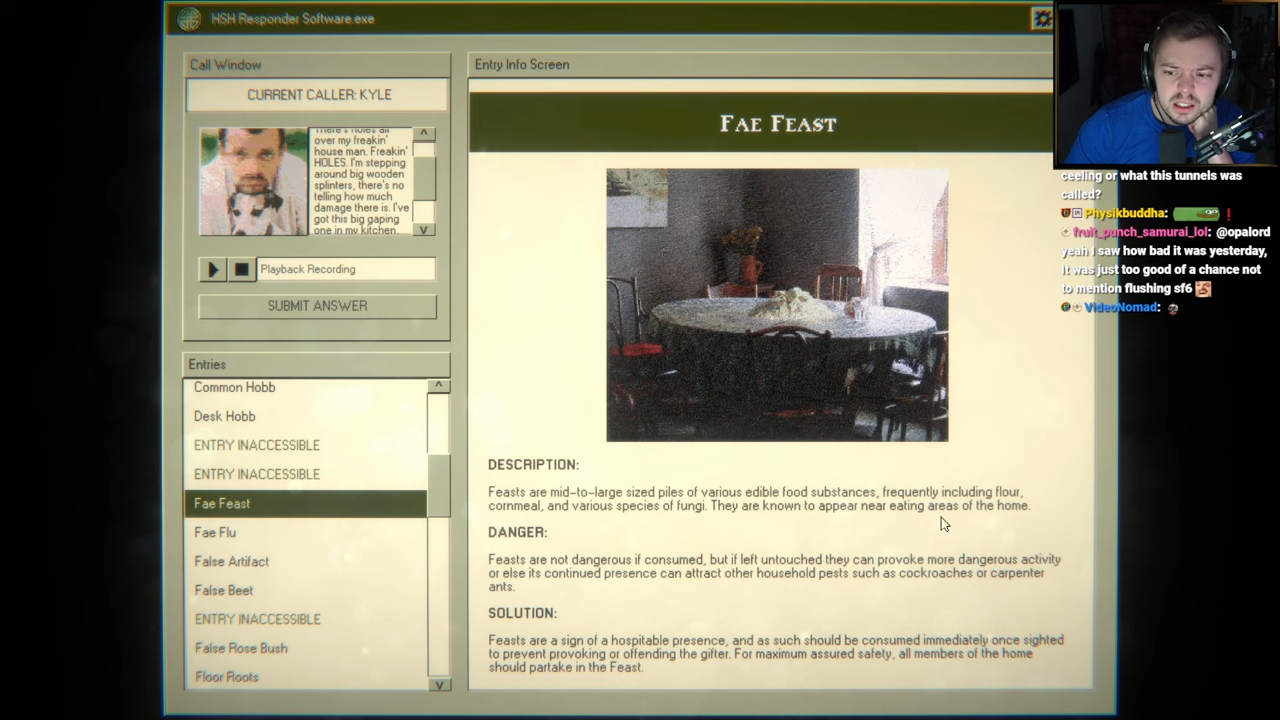 HSH Responder Software.exe
Call Window
CURRENT CALLER: KYLE
There's holes all
over my freakin'
house man. Freakin'
HOLES. I'm stepping
around big wooden
splinters, there's no
telling how much
damage there is. I've
got this big gaping
one in my kitchen.
Playback Recording
SUBMIT ANSWER
Entries
Common Hobb
Desk Hobb
ENTRY INACCESSIBLE
ENTRY INACCESSIBLE
Fae Feast
Fae Flu
False Artifact
False Beet
ENTRY INACCESSIBLE
False Rose Bush
Floor Roots
Entry Info Screen
FAE FEAST
DESCRIPTION:
Feasts are mid-to-large sized piles of various edible food substances, frequently including flour,
cornmeal, and various species of fungi. They are known to appear near eating areas of the home.
DANGER:
Feasts are not dangerous if consumed, but if left untouched they can provoke more dangerous activity
or else its continued presence can attract other household pests such as cockroaches or carpenter
ants.
SOLUTION:
Feasts are a sign of a hospitable presence, and as such should be consumed immediately once sighted
to prevent provoking or offending the gifter. For maximum assured safety, all members of the home
should partake in the Feast.
ceeling or what this tunnels was
called?
Physikbuddha:
fruit_punch_samurai_lol: @opalord
yeah I saw how bad it was yesterday,
It was just too good of a chance not
to mention flushing sf6
VideoNomad: